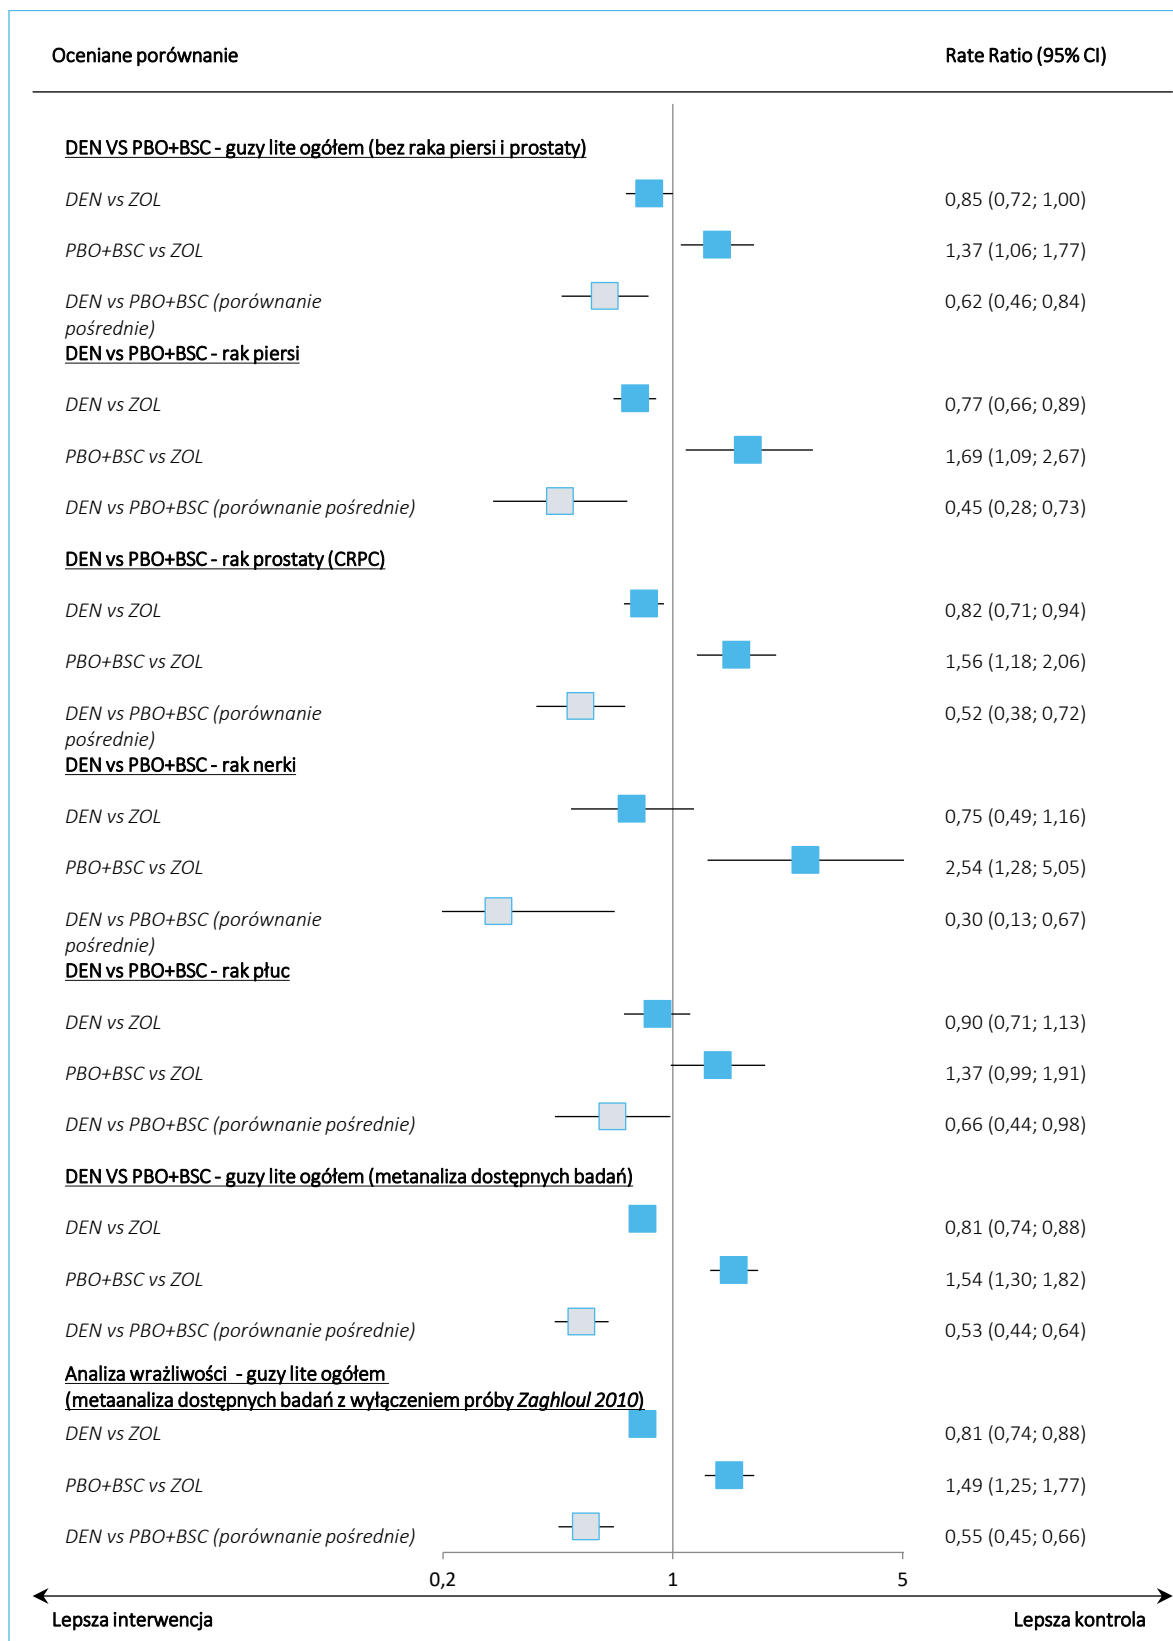 Oceniane porównanie Rate Ratio (95% CI)
DEN VS PBO+BSC - guzy lite ogółem (bez raka piersi i prostaty)
DEN vs ZOL 0,85 (0,72; 1,00)
PBO+BSC vs ZOL 1,37 (1,06; 1,77)
DEN vs PBO+BSC (porównanie 0,62 (0,46; 0,84)
pośrednie)
DEN vs PBO+BSC - rak piersi
DEN vs ZOL 0,77 (0,66; 0,89)
PBO+BSC vs ZOL 1,69 (1,09; 2,67)
DEN vs PBO+BSC (porównanie pośrednie) 0,45 (0,28; 0,73)
DEN vs PBO+BSC - rak prostaty (CRPC)
DEN vs ZOL 0,82 (0,71; 0,94)
PBO+BSC vs ZOL 1,56 (1,18; 2,06)
DEN vs PBO+BSC (porównanie 0,52 (0,38; 0,72)
pośrednie)
DEN vs PBO+BSC - rak nerki
DEN vs ZOL 0,75 (0,49; 1,16)
PBO+BSC vs ZOL 2,54 (1,28; 5,05)
DEN vs PBO+BSC (porównanie 0,30 (0,13; 0,67)
pośrednie)
DEN vs PBO+BSC - rak płuc
DEN vs ZOL 0,90 (0,71; 1,13)
PBO+BSC vs ZOL 1,37 (0,99; 1,91)
DEN vs PBO+BSC (porównanie pośrednie) 0,66 (0,44; 0,98)
DEN VS PBO+BSC - guzy lite ogółem (metanaliza dostępnych badań)
DEN vs ZOL 0,81 (0,74; 0,88)
PBO+BSC vs ZOL 1,54 (1,30; 1,82)
DEN vs PBO+BSC (porównanie pośrednie) 0,53 (0,44; 0,64)
Analiza wrażliwości - guzy lite ogółem
(metaanaliza dostępnych badań z wyłączeniem próby Zaghloul 2010)
DEN vs ZOL 0,81 (0,74; 0,88)
PBO+BSC vs ZOL 1,49 (1,25; 1,77)
DEN vs PBO+BSC (porównanie pośrednie) 0,55 (0,45; 0,66)
0,2 1 5
Lepsza interwencja Lepsza kontrola